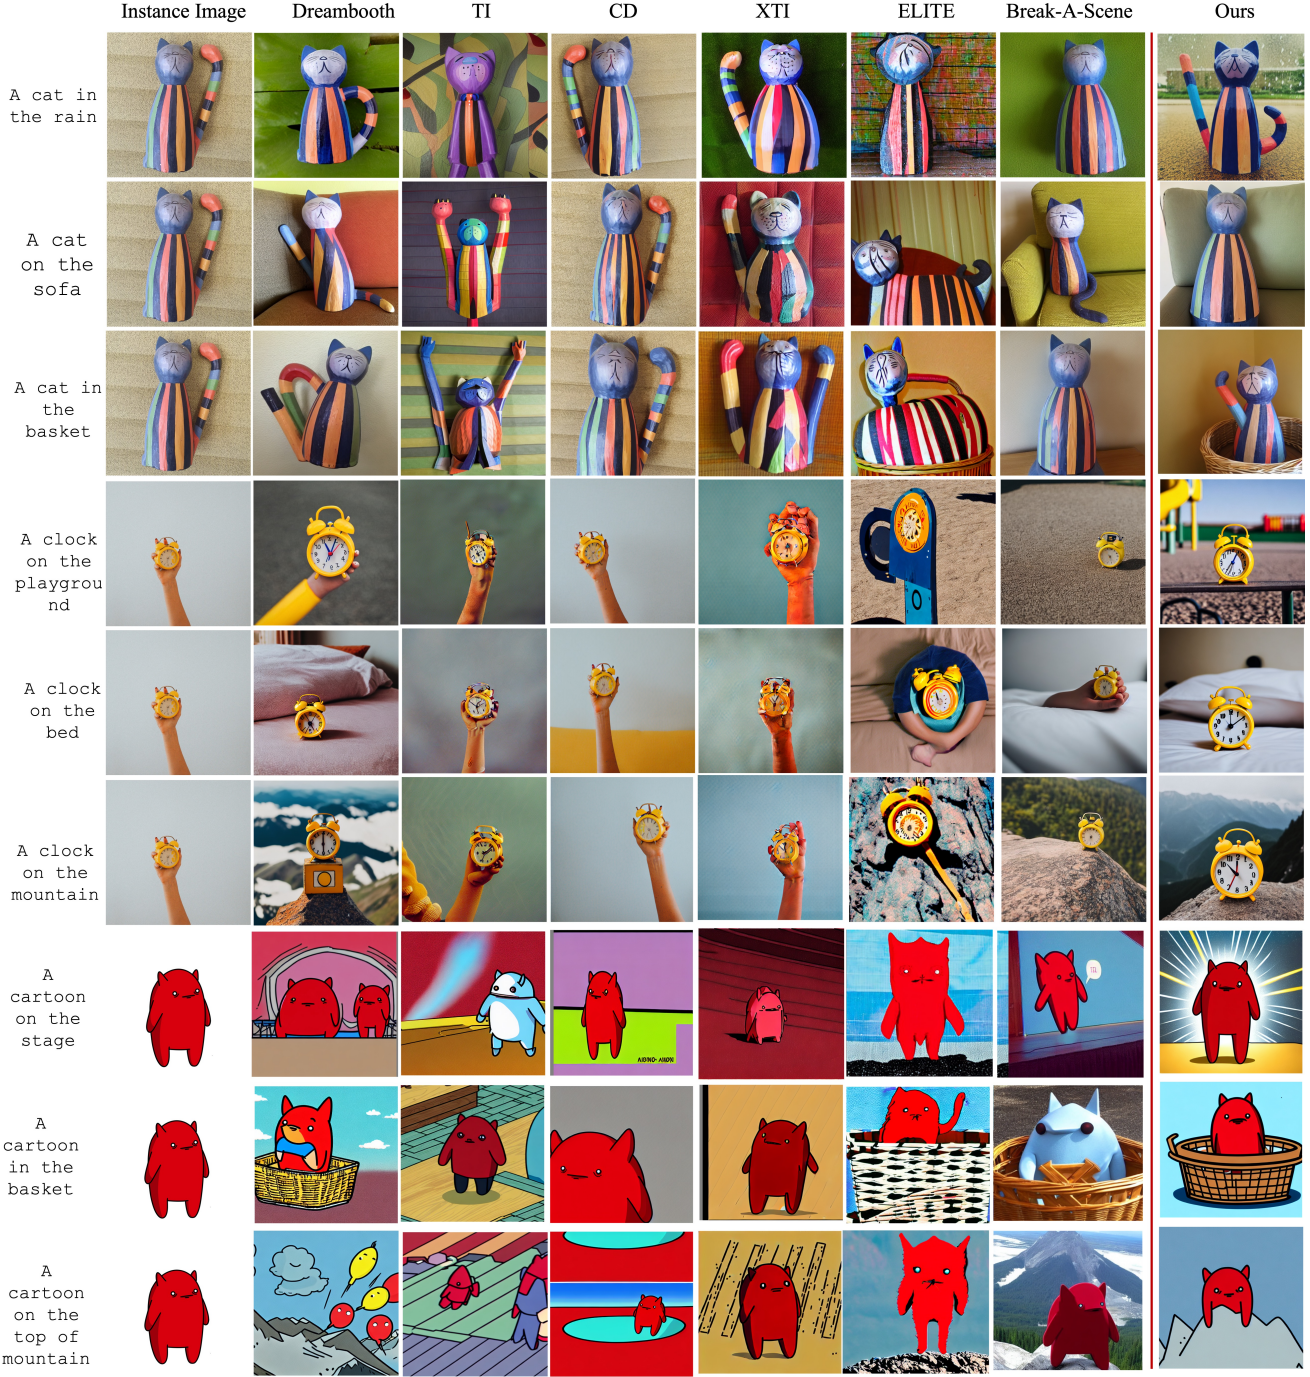 Instance Image Dreambooth TI CD XTI ELITE Break-A-Scene Ours
A cat in
the rain
A cat
on the
sofa
A cat in
the
basket
A clock
on the
playgrou
nd
A clock
on the
bed
A clock
on the
mountain
A
cartoon
on the
stage
A
cartoon
in the
basket
A
cartoon
on the
top of
mountain